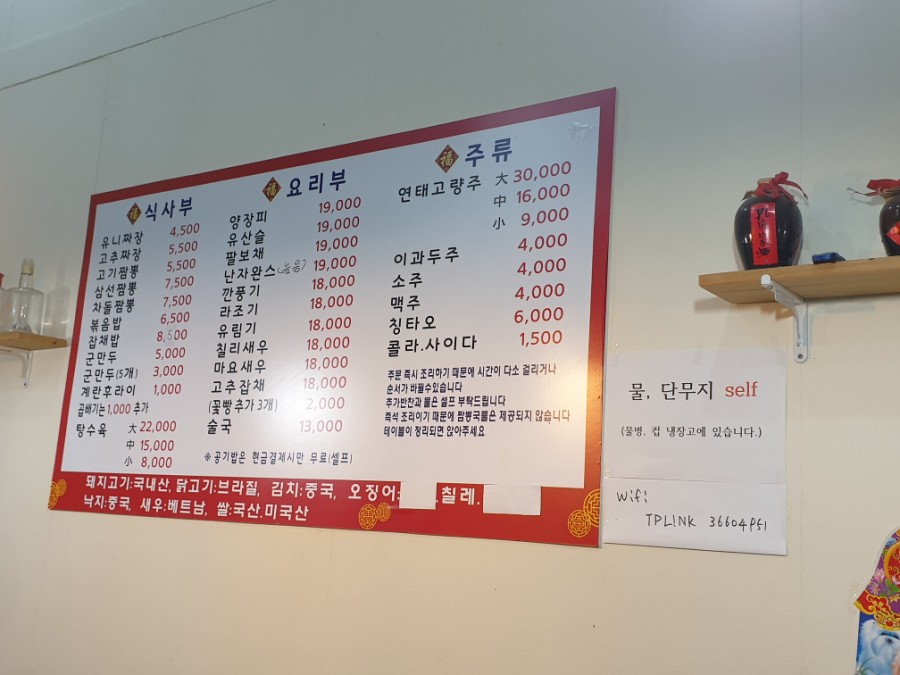 福 식사부
유니짜장 4,500
고추짜장 5,500
고기짬뽕 5,500
삼선짬뽕 7,500
차돌짬뽕 7,500
볶음밥 6,500
잡채밥 8,500
군만두 5,000
군만두(5개) 3,000
계란후라이 1,000
곱빼기는1,000 추가
탕수육 大 22,000
中 15,000
小 8,000
福 요리부
양장피 19,000
유산슬 19,000
팔보채 19,000
난자완스 19,000
깐풍기 18,000
라조기 18,000
유림기 18,000
칠리새우 18,000
마요새우 18,000
고추잡채 18,000
(꽃빵추가 3개) 2,000
술국 13,000
※ 공기밥은 현금결제시만 무료(셀프)
福 주류
연태고량주 大 30,000
中 16,000
小 9,000
이과두주 4,000
소주 4,000
맥주 4,000
칭타오 6,000
콜라.사이다 1,500
주문 즉시 조리하기 때문에 시간이 다소 걸리거나
순서가 바뀔수있습니다
추가반찬과 물은 셀프 부탁드립니다
즉석 조리이기 때문에 짬뽕국물은 제공되지 않습니다
테이블이 정리되면 앉아주세요
돼지고기:국내산, 닭고기:브라질, 김치:중국, 오징어: .칠레.
낙지:중국, 새우:베트남, 쌀:국산.미국산
물, 단무지 self
(물병, 컵 냉장고에 있습니다.)
Wifi
TPLINK 36604951